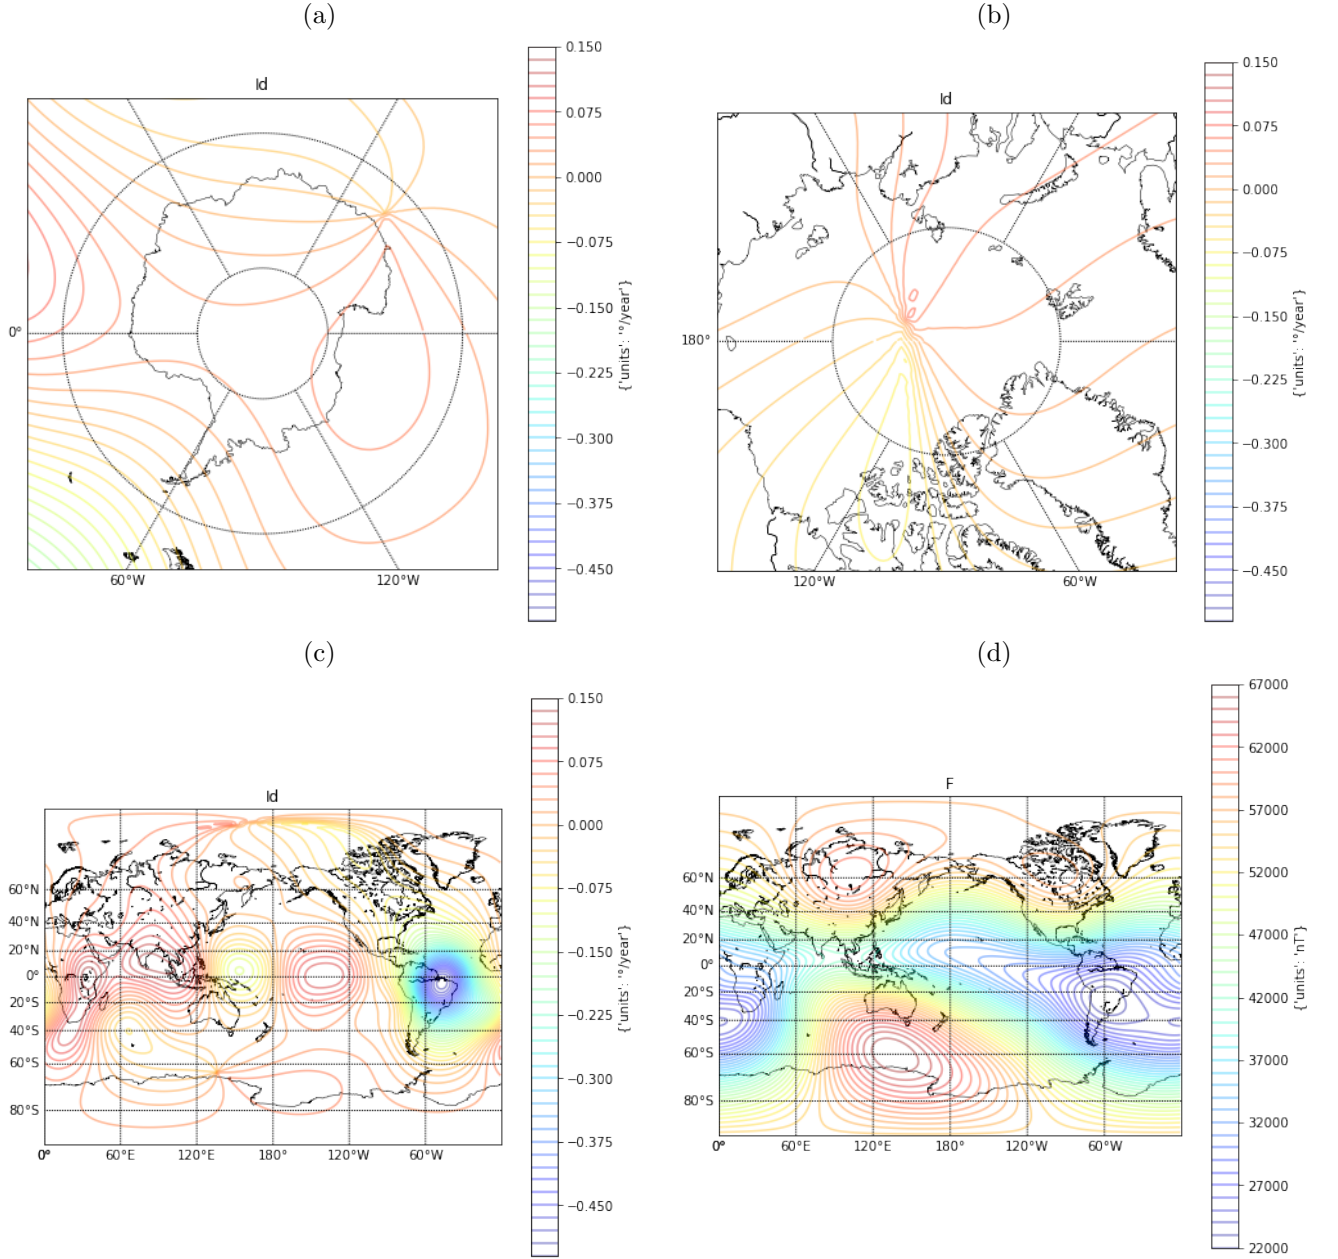 (a)
Id
0.150
0.075
0.000
−0.075
−0.150
−0.225
−0.300
−0.375
−0.450
{'units': '°/year'}
0°
60°W
120°W
(b)
Id
0.150
0.075
0.000
−0.075
−0.150
−0.225
−0.300
−0.375
−0.450
{'units': '°/year'}
180°
120°W
60°W
(c)
Id
0.150
0.075
0.000
−0.075
−0.150
−0.225
−0.300
−0.375
−0.450
{'units': '°/year'}
60°N
40°N
20°N
0°
20°S
40°S
60°S
80°S
0°
60°E
120°E
180°
120°W
60°W
(d)
F
67000
62000
57000
52000
47000
42000
37000
32000
27000
22000
{'units': 'nT'}
60°N
40°N
20°N
0°
20°S
40°S
60°S
80°S
0°
60°E
120°E
180°
120°W
60°W